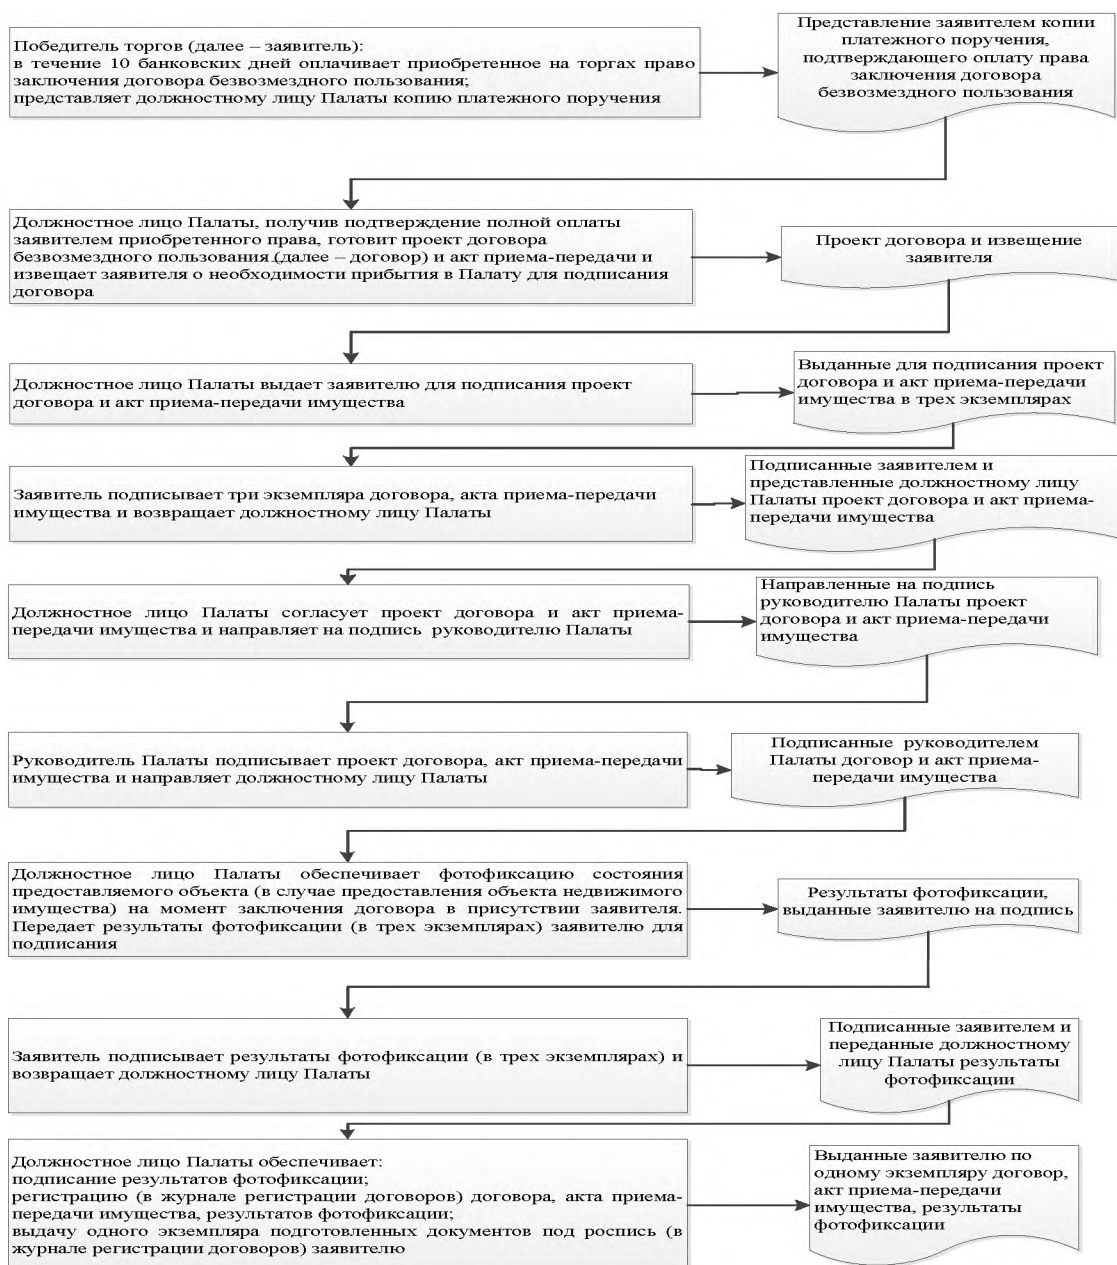 Победитель торгов (далее – заявитель):
в течение 10 банковских дней оплачивает приобретенное на торгах право
заключения договора безвозмездного пользования;
представляет должностному лицу Палаты копию платежного поручения
Представление заявителем копии
платежного поручения,
подтверждающего оплату права
заключения договора
безвозмездного пользования
Должностное лицо Палаты, получив подтверждение полной оплаты
заявителем приобретенного права, готовит проект договора
безвозмездного пользования (далее – договор) и акт приема-передачи и
извещает заявителя о необходимости прибытия в Палату для подписания
договора
Проект договора и извещение
заявителя
Должностное лицо Палаты выдает заявителю для подписания проект
договора и акт приема-передачи имущества
Выданные для подписания проект
договора и акт приема-передачи
имущества в трех экземплярах
Заявитель подписывает три экземпляра договора, акта приема-передачи
имущества и возвращает должностному лицу Палаты
Подписанные заявителем и
представленные должностному лицу
Палаты проект договора и акт приема-
передачи имущества
Должностное лицо Палаты согласует проект договора и акт приема-
передачи имущества и направляет на подпись руководителю Палаты
Направленные на подпись
руководителю Палаты проект
договора и акт приема-передачи
имущества
Руководитель Палаты подписывает проект договора, акт приема-передачи
имущества и направляет должностному лицу Палаты
Подписанные руководителем
Палаты договор и акт приема-
передачи имущества
Должностное лицо Палаты обеспечивает фотофиксацию состояния
предоставляемого объекта (в случае предоставления объекта недвижимого
имущества) на момент заключения договора в присутствии заявителя.
Передает результаты фотофиксации (в трех экземплярах) заявителю для
подписания
Результаты фотофиксации,
выданные заявителю на подпись
Заявитель подписывает результаты фотофиксации (в трех экземплярах) и
возвращает должностному лицу Палаты
Подписанные заявителем и
переданные должностному
лицу Палаты результаты
фотофиксации
Должностное лицо Палаты обеспечивает:
подписание результатов фотофиксации;
регистрацию (в журнале регистрации договоров) договора, акта приема-
передачи имущества, результатов фотофиксации;
выдачу одного экземпляра подготовленных документов под роспись (в
журнале регистрации договоров) заявителю
Выданные заявителю по
одному экземпляру договор,
акт приема-передачи
имущества, результаты
фотофиксации